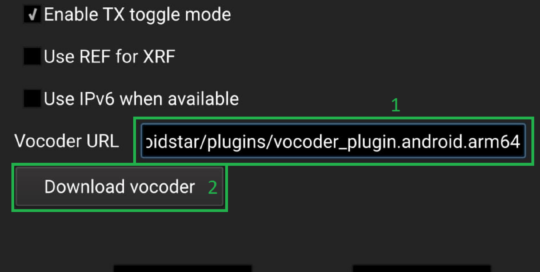 Enable TX toggle mode
Use REF for XRF
Use IPv6 when available
1
Vocoder URL oidstar/plugins/vocoder_plugin.android.arm64
Download vocoder 2